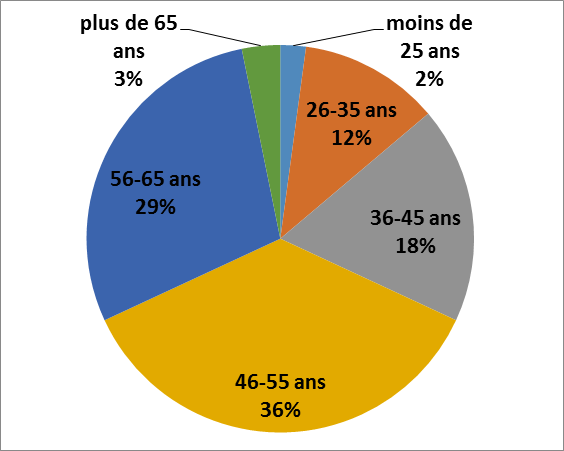 plus de 65
ans
3%
moins de
25 ans
2%
26-35 ans
12%
36-45 ans
18%
46-55 ans
36%
56-65 ans
29%